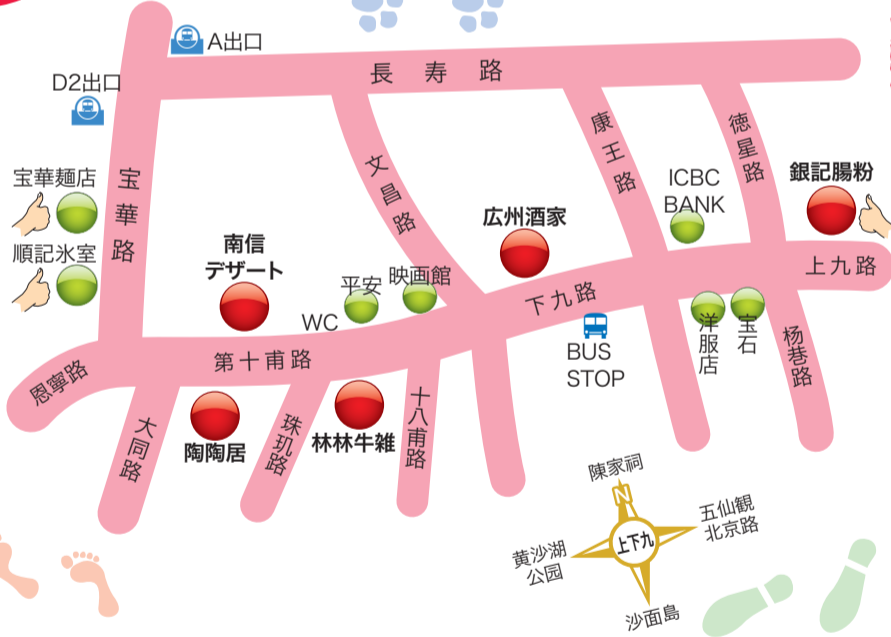 A出口
長寿路
D2出口
宝華麺店
宝華路
順記氷室
文昌路
康王路
徳星路
ICBC
BANK
銀記腸粉
南信
デザート
広州酒家
平安
映画館
WC
下九路
上九路
BUS
STOP
洋服店
宝石
杨巷路
第十甫路
恩寧路
大同路
陶陶居
珠玑路
林林牛雑
十八甫路
陳家祠
N
五仙観
北京路
上下九
黄沙湖
公园
沙面島